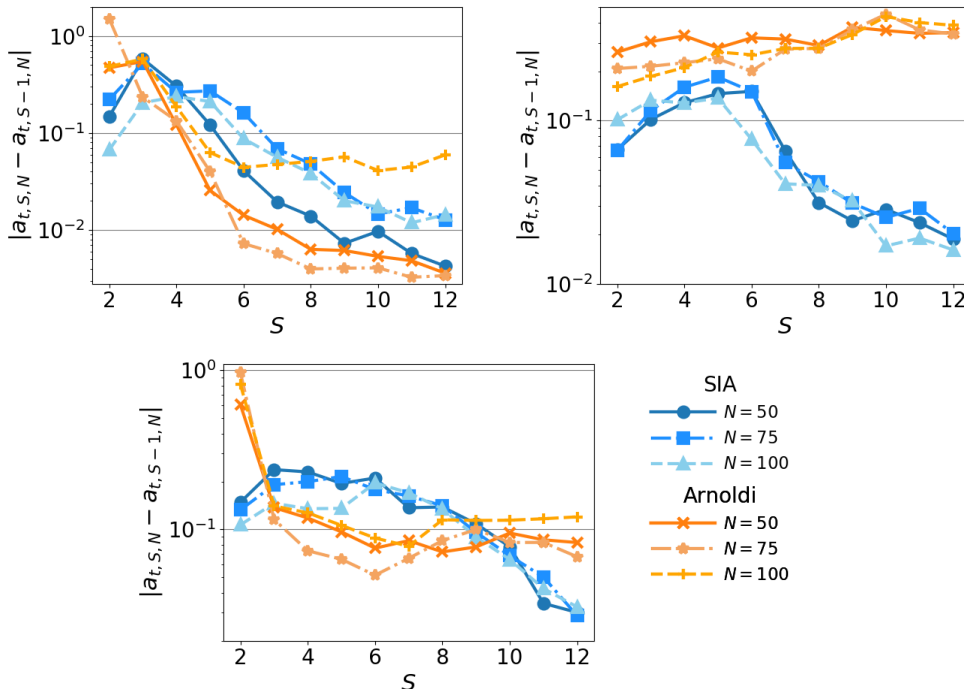 |a_{t,S,N} − a_{t,S−1,N}|
10^0
10^{-1}
10^{-2}
2 4 6 8 10 12
S
|a_{t,S,N} − a_{t,S−1,N}|
10^{-1}
10^{-2}
2 4 6 8 10 12
S
|a_{t,S,N} − a_{t,S−1,N}|
10^0
10^{-1}
2 4 6 8 10 12
S
SIA
N = 50
N = 75
N = 100
Arnoldi
N = 50
N = 75
N = 100